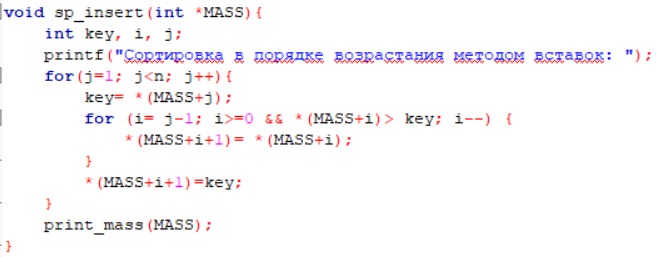 void sp_insert(int *MASS){
int key, i, j;
printf("Сортировка в порядке возрастания методом вставок: ");
for(j=1; j<n; j++){
key= *(MASS+j);
for (i= j-1; i>=0 && *(MASS+i)> key; i--) {
*(MASS+i+1)= *(MASS+i);
}
*(MASS+i+1)=key;
}
print_mass(MASS);
}